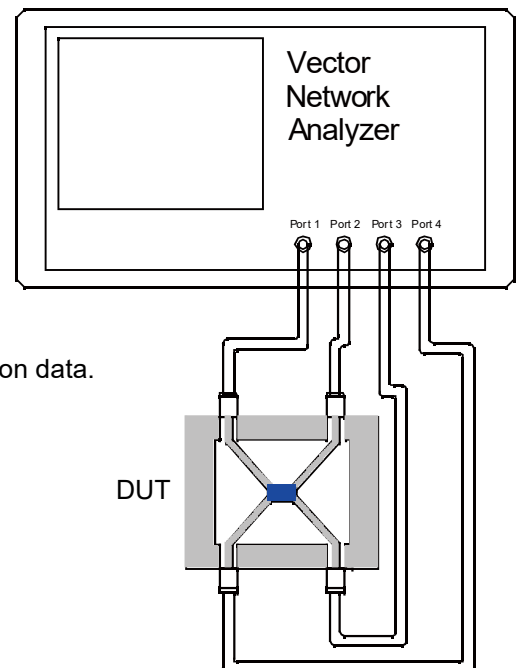 Vector
Network
Analyzer
Port 1 Port 2 Port 3 Port 4
on data.
DUT